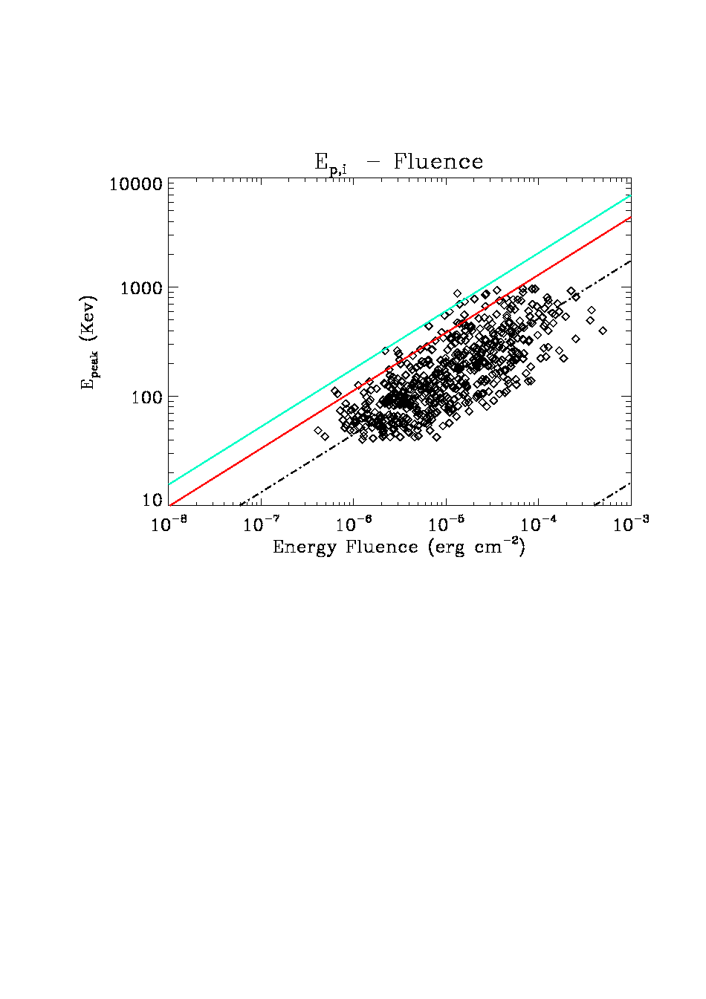 E_p,i – Fluence
10000
1000
100
10
E_peak (Kev)
10⁻⁸ 10⁻⁷ 10⁻⁶ 10⁻⁵ 10⁻⁴ 10⁻³
Energy Fluence (erg cm⁻²)